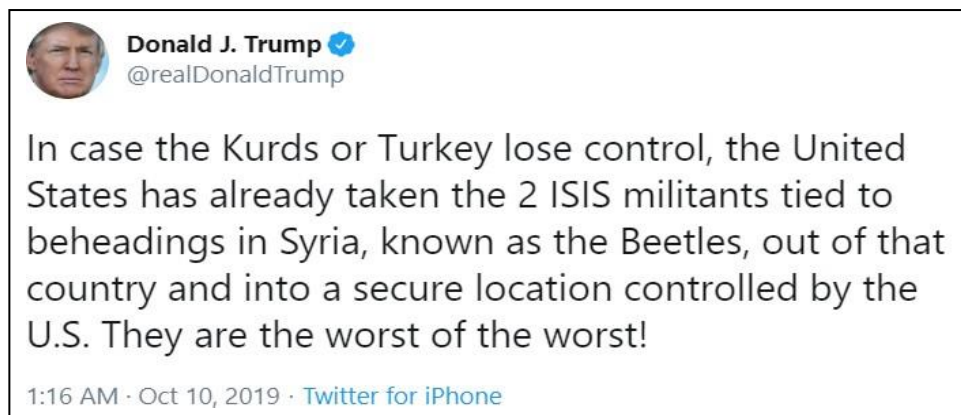 Donald J. Trump
@realDonaldTrump
In case the Kurds or Turkey lose control, the United
States has already taken the 2 ISIS militants tied to
beheadings in Syria, known as the Beetles, out of that
country and into a secure location controlled by the
U.S. They are the worst of the worst!
1:16 AM · Oct 10, 2019 · Twitter for iPhone